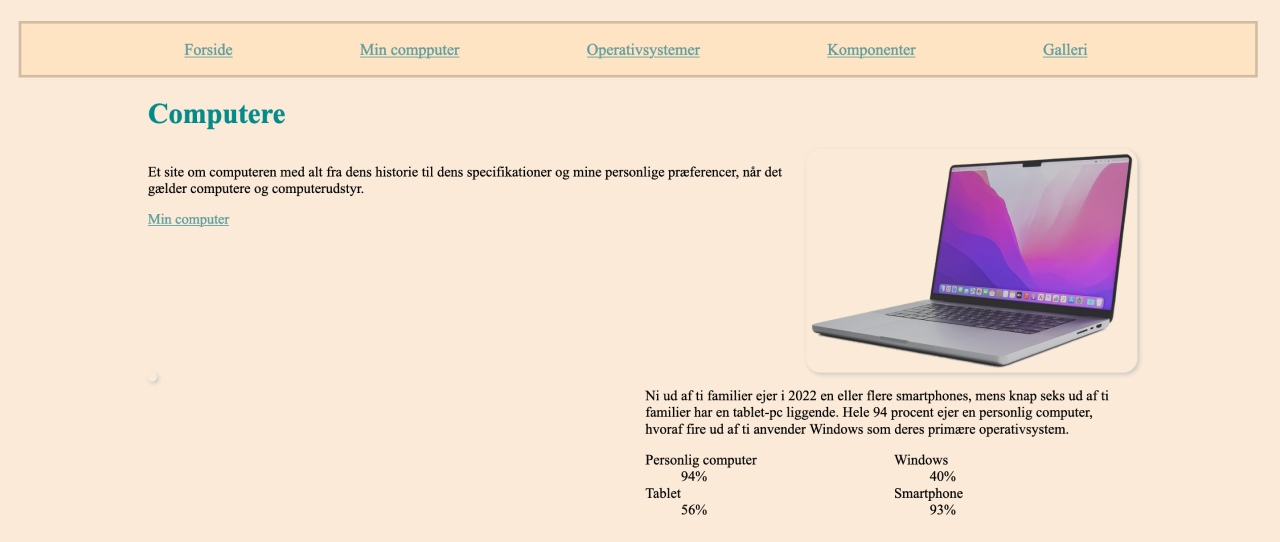 Forside
Min compputer
Operativsystemer
Komponenter
Galleri
Computere
Et site om computeren med alt fra dens historie til dens specifikationer og mine personlige præferencer, når det
gælder computere og computerudstyr.
Min computer
Ni ud af ti familier ejer i 2022 en eller flere smartphones, mens knap seks ud af ti
familier har en tablet-pc liggende. Hele 94 procent ejer en personlig computer,
hvoraf fire ud af ti anvender Windows som deres primære operativsystem.
Personlig computer
94%
Tablet
56%
Windows
40%
Smartphone
93%